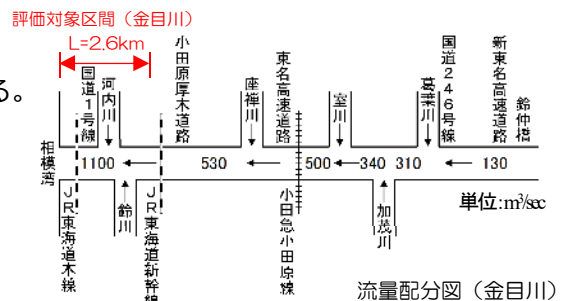 評価対象区間（金目川）
L=2.6km
る。
国道1号線
河内川
小田原厚木道路
座禅川
東名高速道路
室川
葛葉川
国道246号線
新東名高速道路
鈴仲橋
相模湾
1100
530
500
340
310
130
単位:m³/sec
JR東海道本線
鈴川
JR東海道新幹線
小田急小田原線
加茂川
流量配分図（金目川）